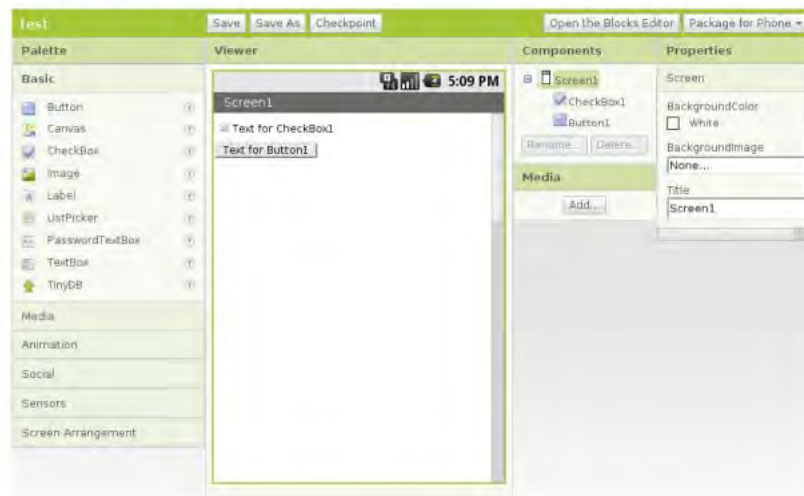 test
Save
Save As
Checkpoint
Open the Blocks Editor
Package for Phone
Palette
Basic
Button
Canvas
CheckBox
Image
Label
ListPicker
PasswordTextBox
TextBox
TinyDB
Media
Animation
Social
Sensors
Screen Arrangement
Viewer
5:09 PM
Screen1
Text for CheckBox1
Text for Button1
Components
Screen1
CheckBox1
Button1
Rename...
Delete...
Media
Add...
Properties
Screen
BackgroundColor
White
BackgroundImage
None...
Title
Screen1